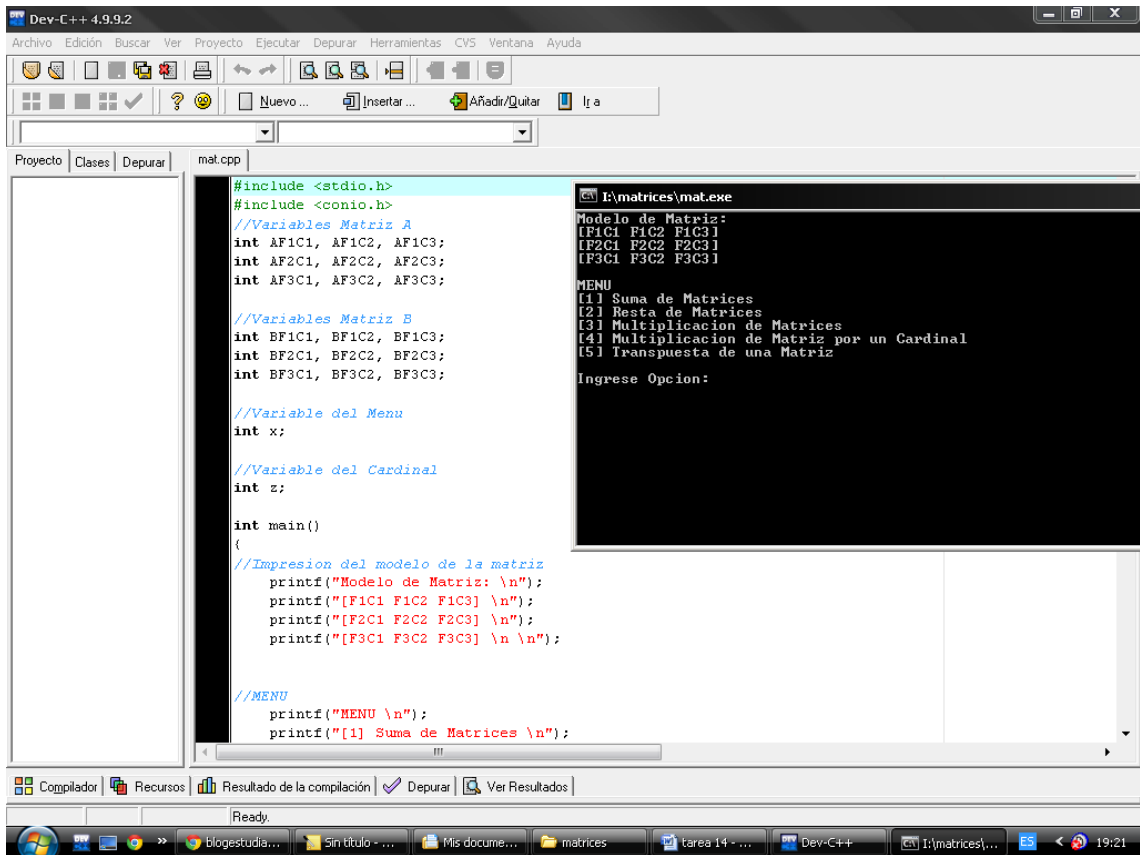 Dev-C++ 4.9.9.2
Archivo Edición Buscar Ver Proyecto Ejecutar Depurar Herramientas CVS Ventana Ayuda
Nuevo ... Insertar ... Añadir/Quitar Ir a
Proyecto Clases Depurar mat.cpp
#include <stdio.h>
#include <conio.h>
//Variables Matriz A
int AF1C1, AF1C2, AF1C3;
int AF2C1, AF2C2, AF2C3;
int AF3C1, AF3C2, AF3C3;
//Variables Matriz B
int BF1C1, BF1C2, BF1C3;
int BF2C1, BF2C2, BF2C3;
int BF3C1, BF3C2, BF3C3;
//Variable del Menu
int x;
//Variable del Cardinal
int z;
int main()
{
//Impresion del modelo de la matriz
printf("Modelo de Matriz: \n");
printf("[F1C1 F1C2 F1C3] \n");
printf("[F2C1 F2C2 F2C3] \n");
printf("[F3C1 F3C2 F3C3] \n \n");
//MENU
printf("MENU \n");
printf("[1] Suma de Matrices \n");
I:\matrices\mat.exe
Modelo de Matriz:
[F1C1 F1C2 F1C3]
[F2C1 F2C2 F2C3]
[F3C1 F3C2 F3C3]
MENU
[1] Suma de Matrices
[2] Resta de Matrices
[3] Multiplicacion de Matrices
[4] Multiplicacion de Matriz por un Cardinal
[5] Transpuesta de una Matriz
Ingrese Opcion:
Compilador Recursos Resultado de la compilación Depurar Ver Resultados
Ready.
blogestudia... Sin título - ... Mis docume... matrices tarea 14 - ... Dev-C++ I:\matrices\... ES 19:21